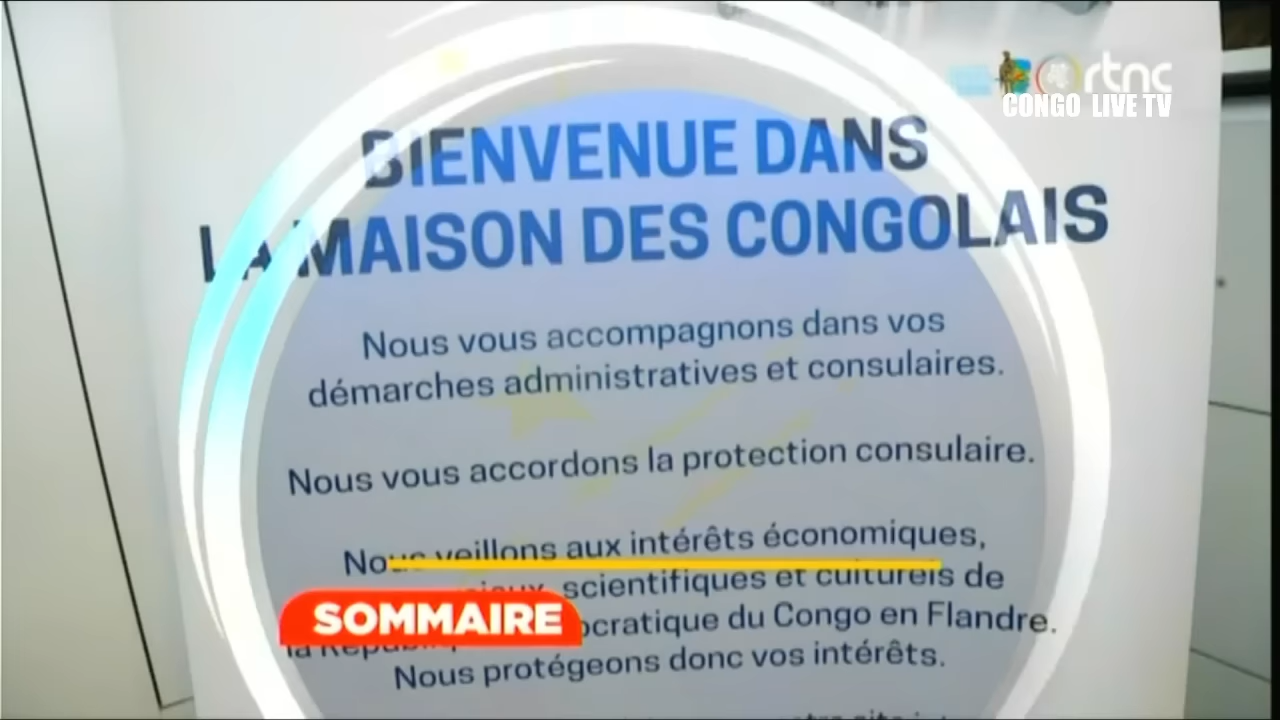 rtnc
CONGO LIVE TV
BIENVENUE DANS
LA MAISON DES CONGOLAIS
Nous vous accompagnons dans vos
démarches administratives et consulaires.
Nous vous accordons la protection consulaire.
Nous veillons aux intérêts économiques,
scientifiques et culturels de
la du Congo en Flandre.
SOMMAIRE
Nous protégeons donc vos intérêts.